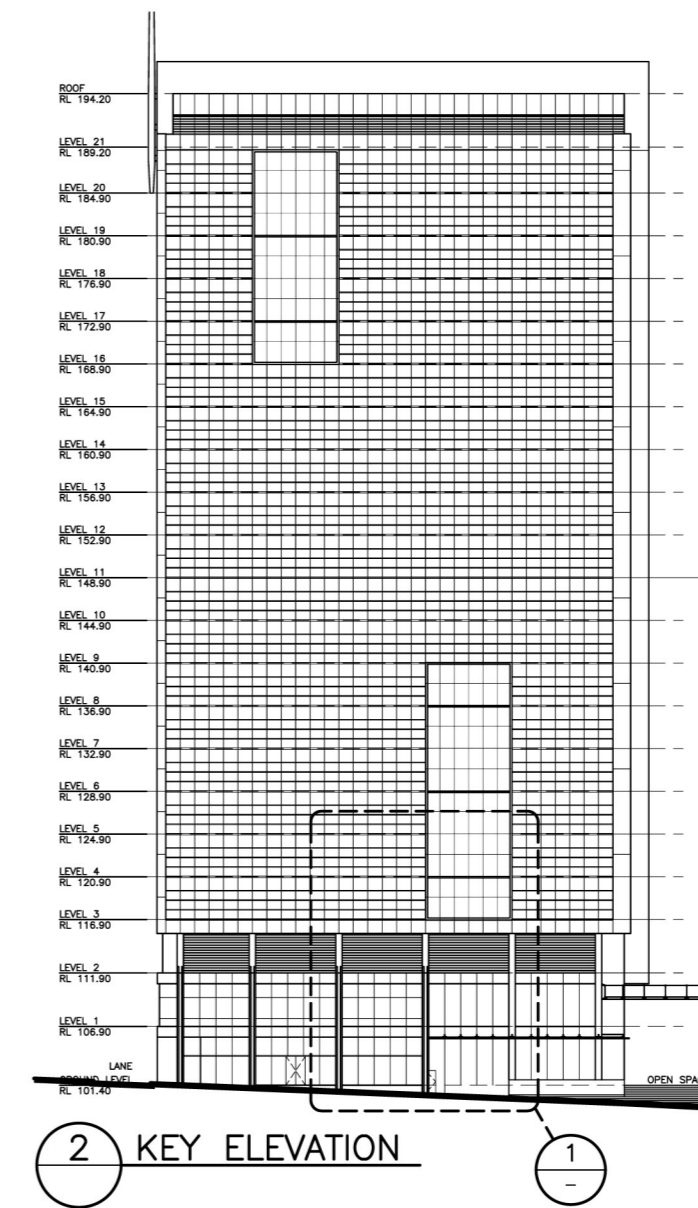 ROOF
RL 194.20
LEVEL 21
RL 189.20
LEVEL 20
RL 184.90
LEVEL 19
RL 180.90
LEVEL 18
RL 176.90
LEVEL 17
RL 172.90
LEVEL 16
RL 168.90
LEVEL 15
RL 164.90
LEVEL 14
RL 160.90
LEVEL 13
RL 156.90
LEVEL 12
RL 152.90
LEVEL 11
RL 148.90
LEVEL 10
RL 144.90
LEVEL 9
RL 140.90
LEVEL 8
RL 136.90
LEVEL 7
RL 132.90
LEVEL 6
RL 128.90
LEVEL 5
RL 124.90
LEVEL 4
RL 120.90
LEVEL 3
RL 116.90
LEVEL 2
RL 111.90
LEVEL 1
RL 106.90
LANE
GROUND LEVEL
RL 101.40
OPEN SPA
2 KEY ELEVATION
1
–